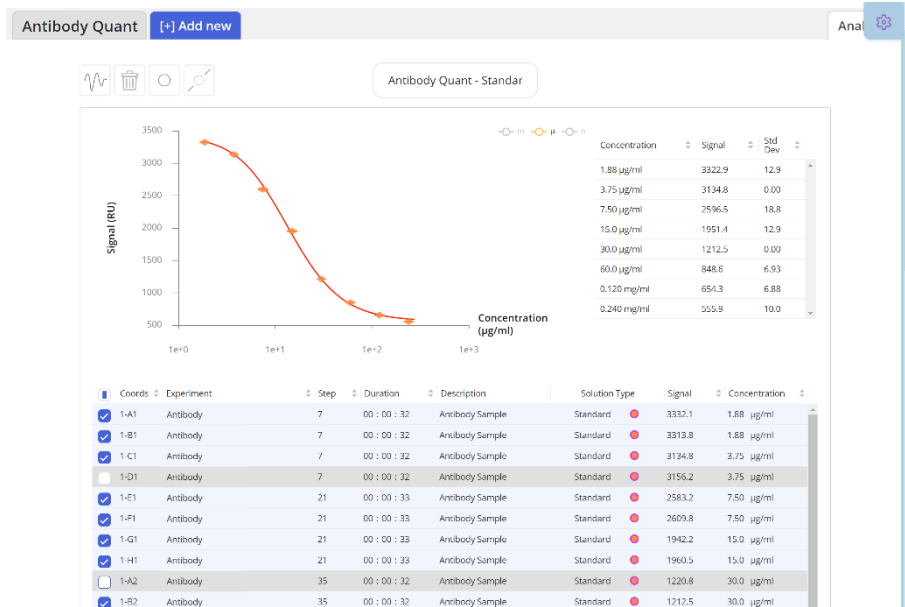 Antibody Quant [+] Add new
Anal
Antibody Quant - Standar
Signal (RU)
3500
3000
2500
2000
1500
1000
500
1e+0 1e+1 1e+2 1e+3
Concentration
(µg/ml)
m µ n
Concentration Signal Std Dev
1.88 µg/ml 3322.9 12.9
3.75 µg/ml 3134.8 0.00
7.50 µg/ml 2596.5 18.8
15.0 µg/ml 1951.4 12.9
30.0 µg/ml 1212.5 0.00
60.0 µg/ml 848.6 6.93
0.120 mg/ml 654.3 6.88
0.240 mg/ml 555.9 10.0
Coords Experiment Step Duration Description Solution Type Signal Concentration
1-A1 Antibody 7 00 : 00 : 32 Antibody Sample Standard 3332.1 1.88 µg/ml
1-B1 Antibody 7 00 : 00 : 32 Antibody Sample Standard 3313.8 1.88 µg/ml
1-C1 Antibody 7 00 : 00 : 32 Antibody Sample Standard 3134.8 3.75 µg/ml
1-D1 Antibody 7 00 : 00 : 32 Antibody Sample Standard 3156.2 3.75 µg/ml
1-E1 Antibody 21 00 : 00 : 33 Antibody Sample Standard 2583.2 7.50 µg/ml
1-F1 Antibody 21 00 : 00 : 33 Antibody Sample Standard 2609.8 7.50 µg/ml
1-G1 Antibody 21 00 : 00 : 33 Antibody Sample Standard 1942.2 15.0 µg/ml
1-H1 Antibody 21 00 : 00 : 33 Antibody Sample Standard 1960.5 15.0 µg/ml
1-A2 Antibody 35 00 : 00 : 32 Antibody Sample Standard 1220.8 30.0 µg/ml
1-B2 Antibody 35 00 : 00 : 32 Antibody Sample Standard 1212.5 30.0 µg/ml